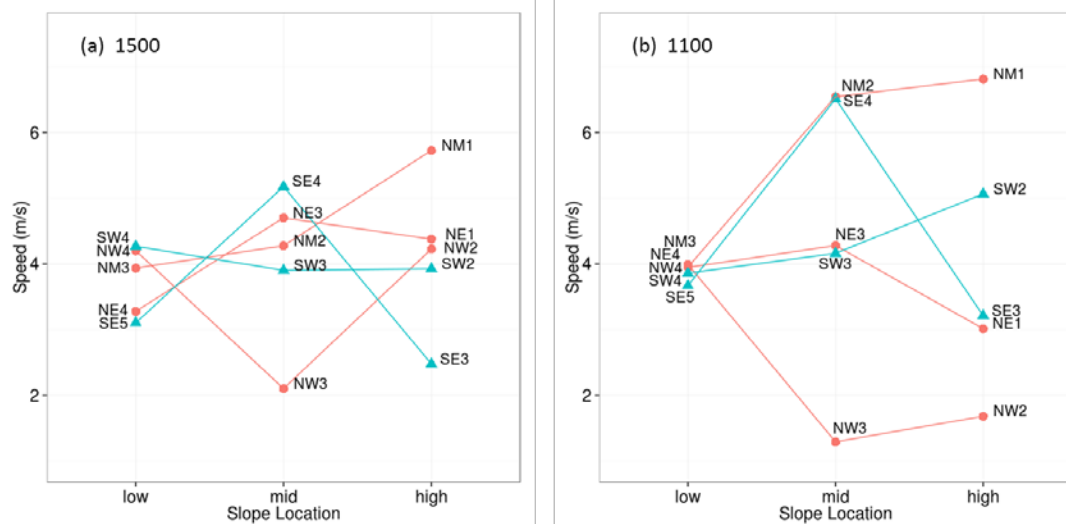 (a) 1500
Speed (m/s)
6
4
2
NM1
SE4
NE3
NE1
SW4
NM2
NW2
NW4
SW3
SW2
NM3
NE4
SE5
SE3
NW3
low
mid
high
Slope Location
(b) 1100
Speed (m/s)
6
4
2
NM1
NM2
SE4
SW2
NM3
NE3
NE4
NW4
SW3
SW4
SE5
SE3
NE1
NW3
NW2
low
mid
high
Slope Location